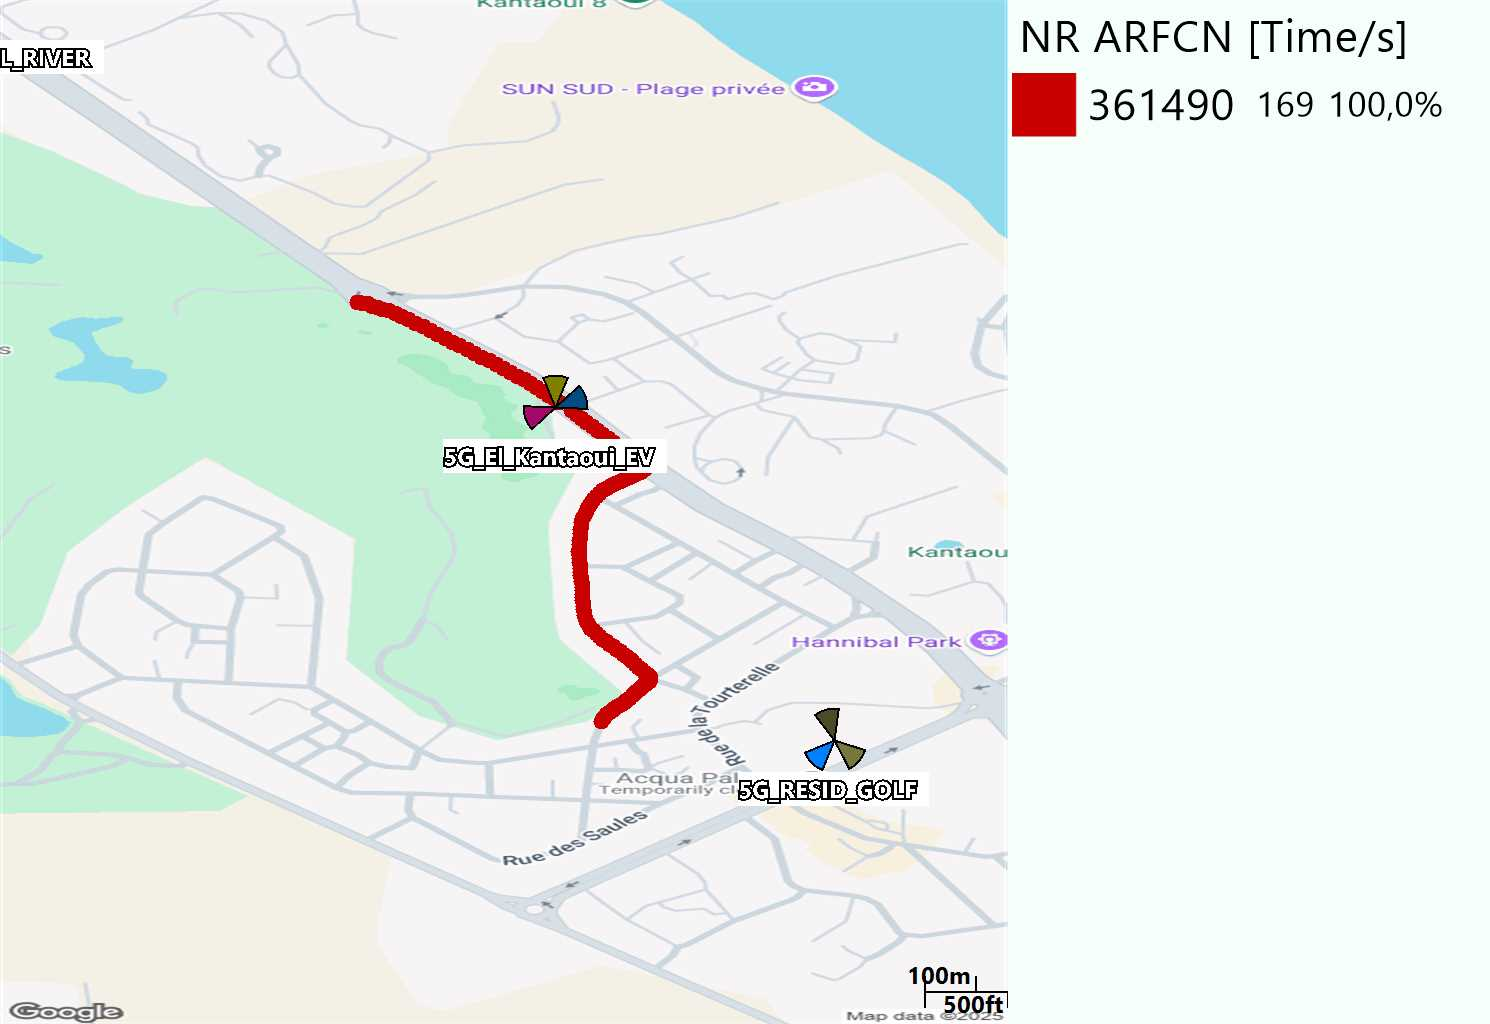 Kantaoui 8
L_RIVER
SUN SUD - Plage privée
s
5G_El_Kantaoui_EV
Kantaou
Hannibal Park
Rue de la Tourterelle
5G_RESID_GOLF
Acqua Pal
Temporarily cl
Rue des Saules
100m
500ft
Google
Map data ©2025
NR ARFCN [Time/s]
361490 169 100,0%